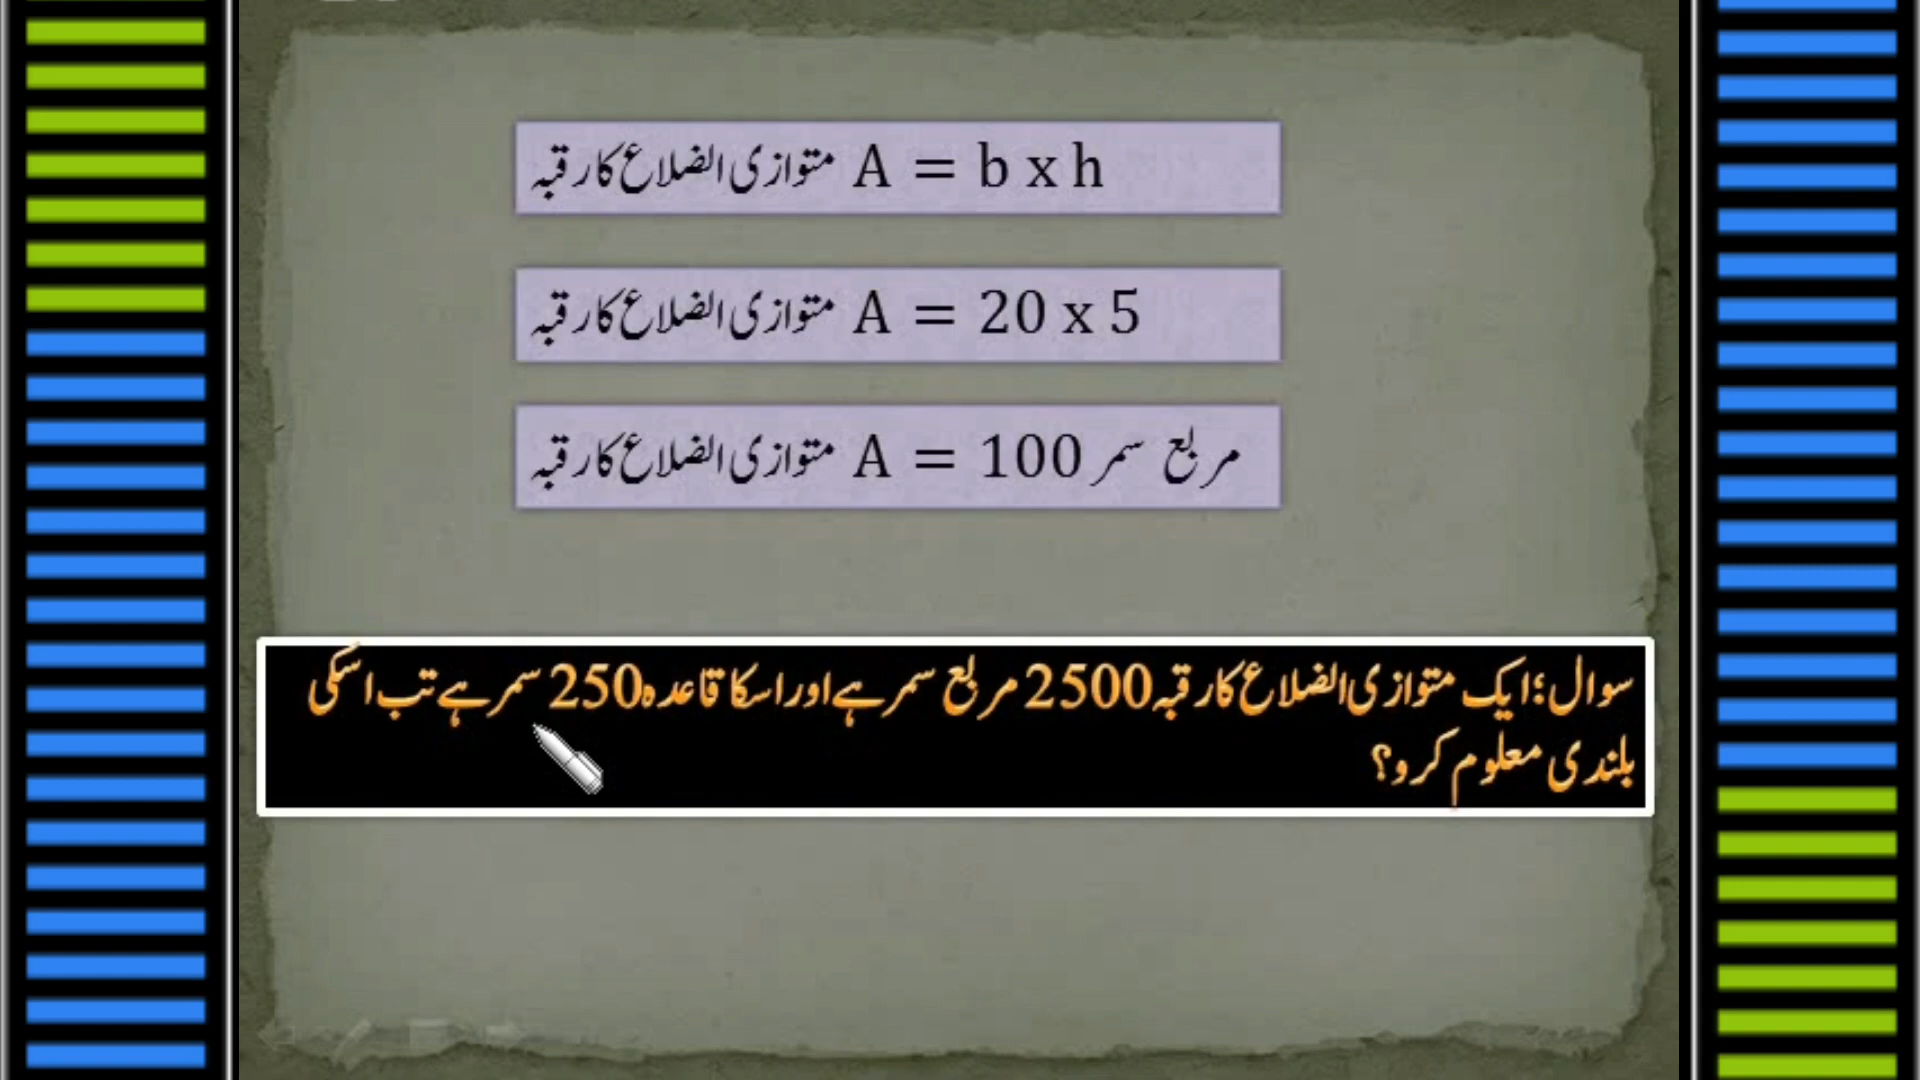 متوازی الضلاع کا رقبہ A = b x h
متوازی الضلاع کا رقبہ A = 20 x 5
متوازی الضلاع کا رقبہ A = 100 مربع سمر
سوال؛ایک متوازی الضلاع کا رقبہ 2500 مربع سمر ہے اور اسکا قاعدہ 250 سمر ہے تب اسکی
بلندی معلوم کرو؟